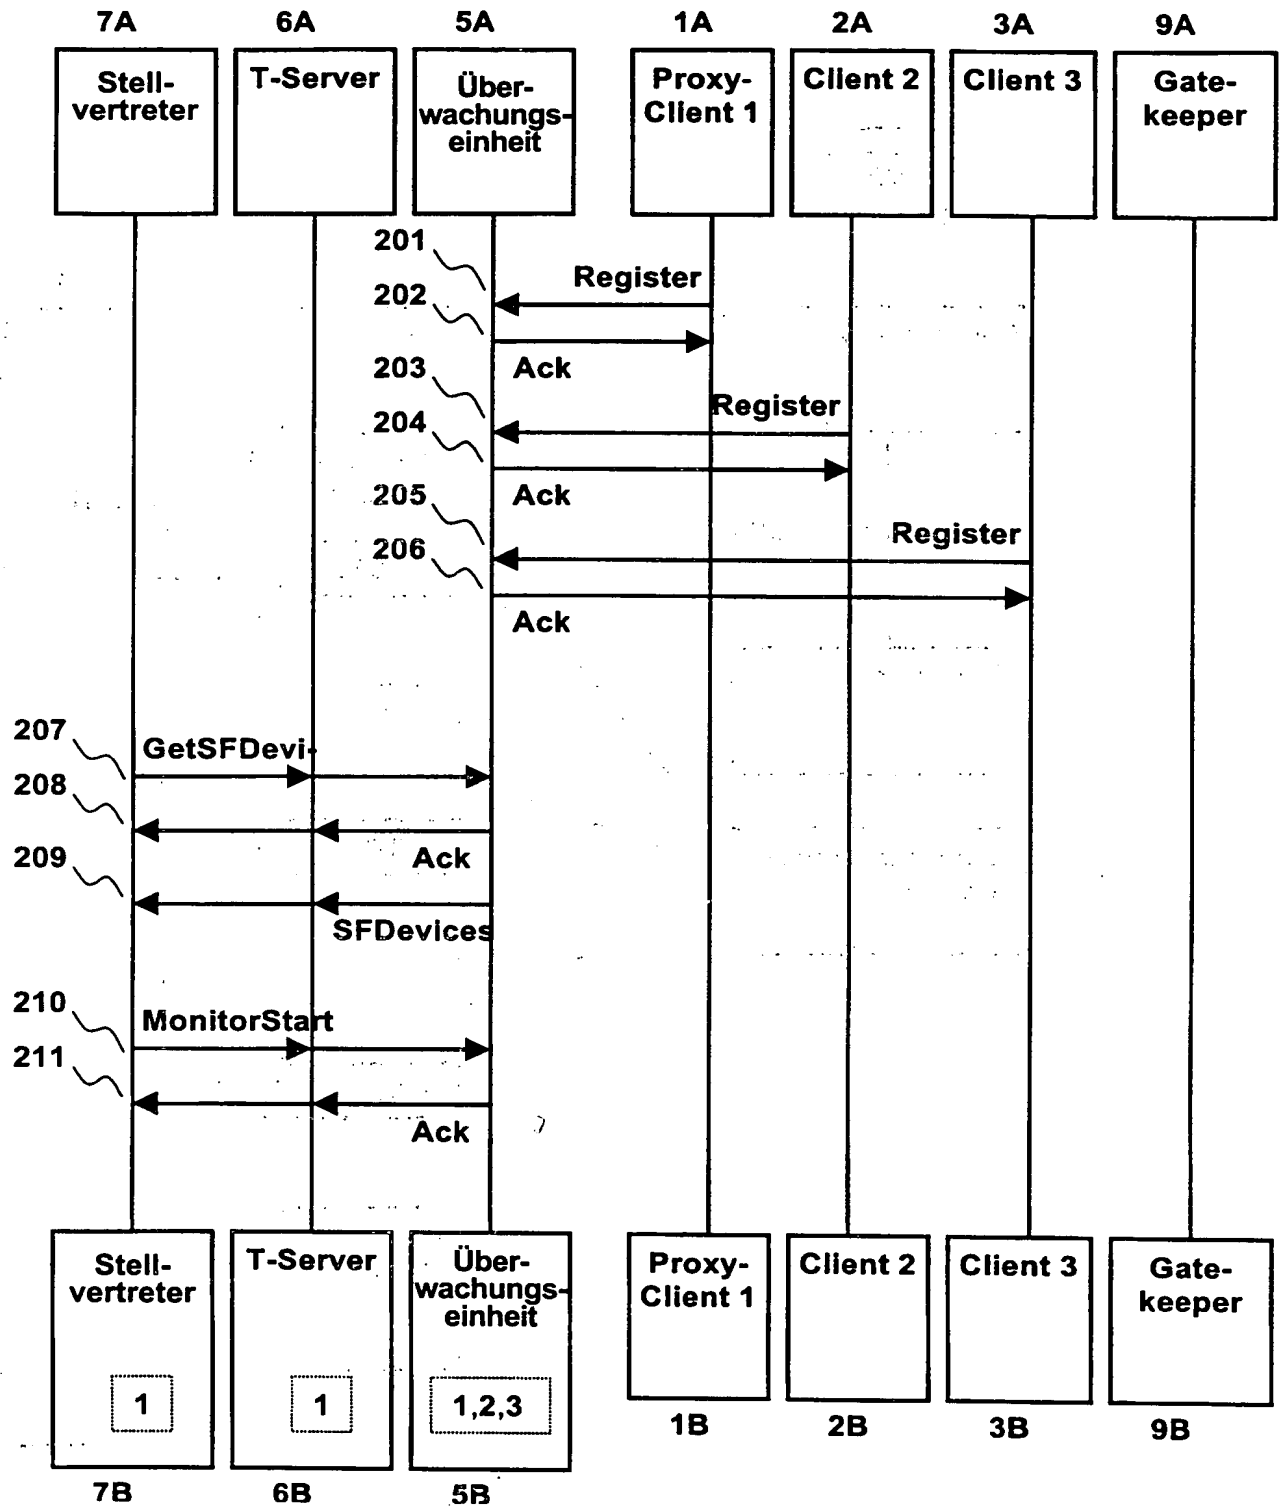 7A 6A 5A 1A 2A 3A 9A
Stell-
vertreter
T-Server
Über-
wachungs-
einheit
Proxy-
Client 1
Client 2
Client 3
Gate-
keeper
201
Register
202
Ack
203
Register
204
Ack
205
Register
206
Ack
207
GetSFDevi-
208
Ack
209
SFDevices
210
MonitorStart
211
Ack
Stell-
vertreter
1
T-Server
1
Über-
wachungs-
einheit
1,2,3
Proxy-
Client 1
Client 2
Client 3
Gate-
keeper
1B 2B 3B 9B
7B 6B 5B